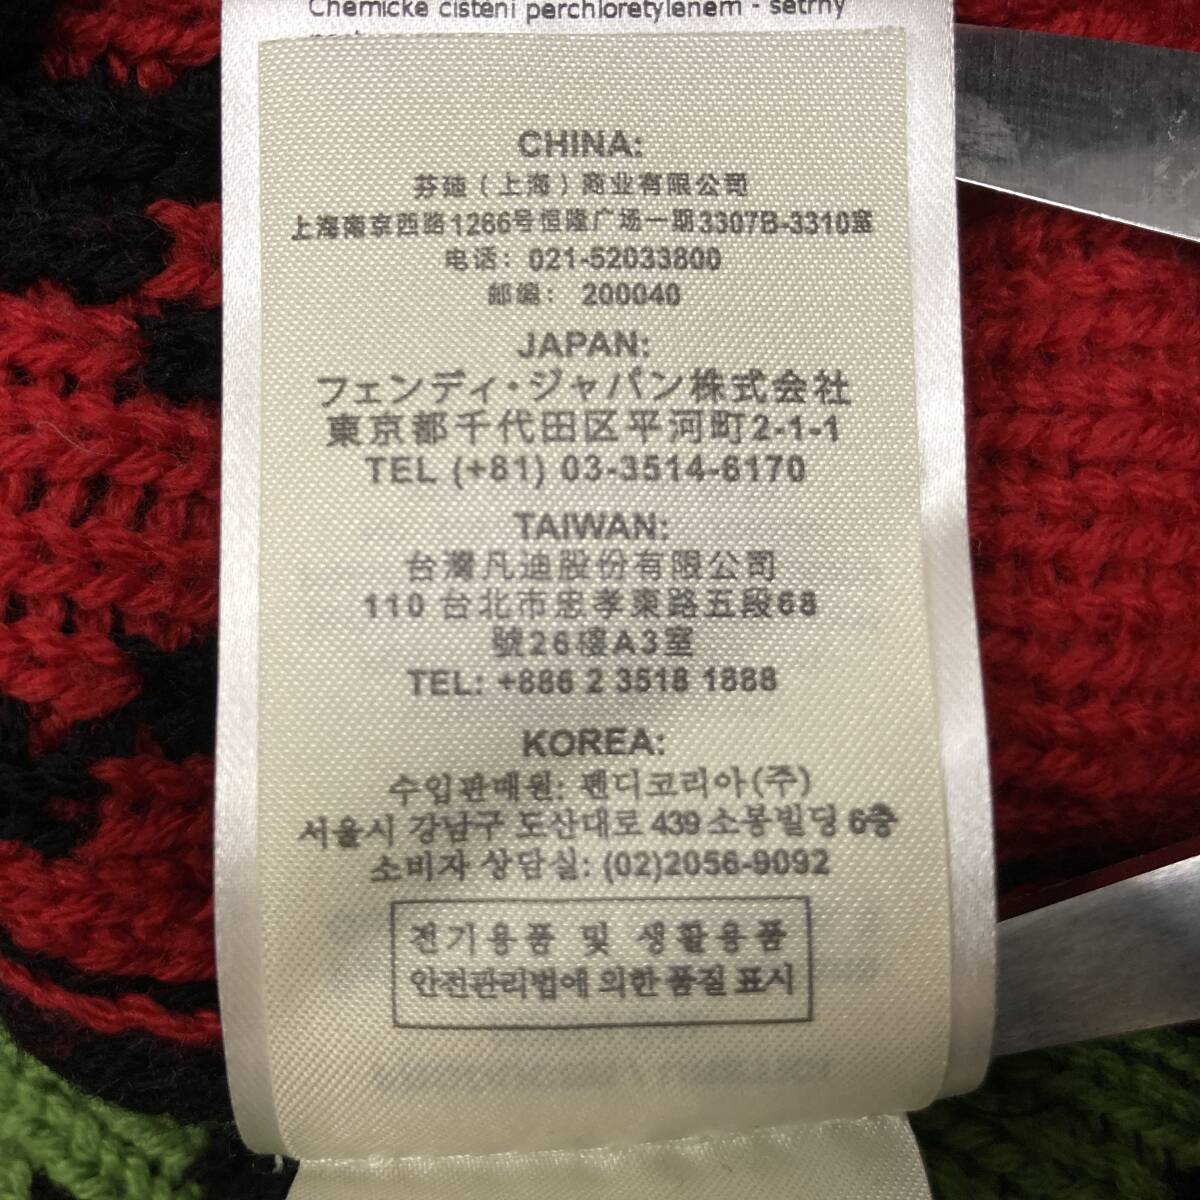 Chemické čistění perchloretylenem - šetrný
CHINA:
芬迪（上海）商业有限公司
上海南京西路1266号恒隆广场一期3307B-3310室
电话：021-52033800
邮编： 200040
JAPAN:
フェンディ・ジャパン株式会社
東京都千代田区平河町2-1-1
TEL (+81) 03-3514-6170
TAIWAN:
台灣凡迪股份有限公司
110 台北市忠孝東路五段68
號26樓A3室
TEL: +886 2 3518 1888
KOREA:
수입판매원: 펜디코리아(주)
서울시 강남구 도산대로 439 소봉빌딩 6층
소비자 상담실: (02)2056-9092
전기용품 및 생활용품
안전관리법에 의한 품질 표시